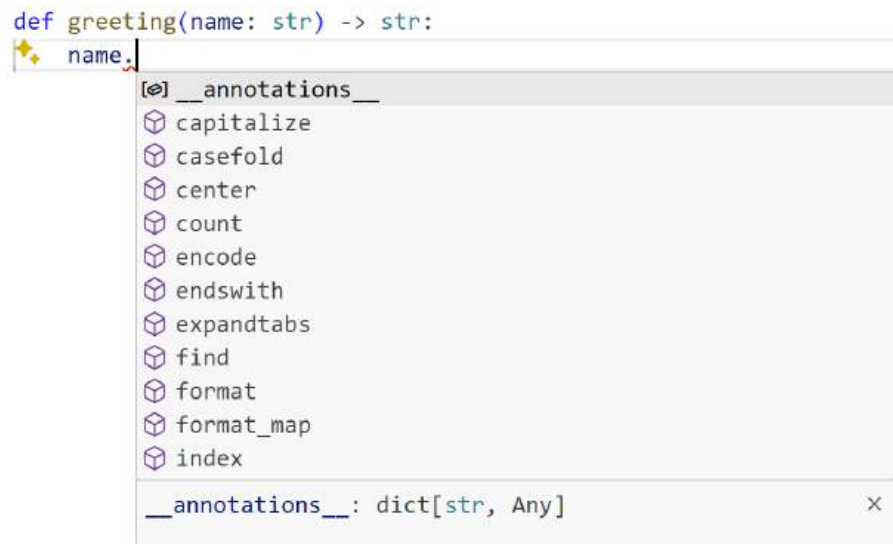 def greeting(name: str) -> str:
name.
__annotations__
capitalize
casefold
center
count
encode
endswith
expandtabs
find
format
format_map
index
__annotations__: dict[str, Any]